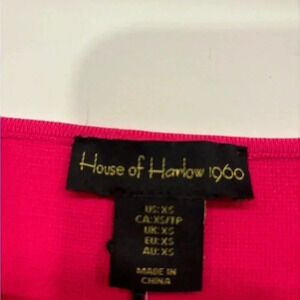 House of Harlow 1960
US:XS
CA:XS/TP
UK:XS
EU:XS
AU:XS
MADE IN
CHINA